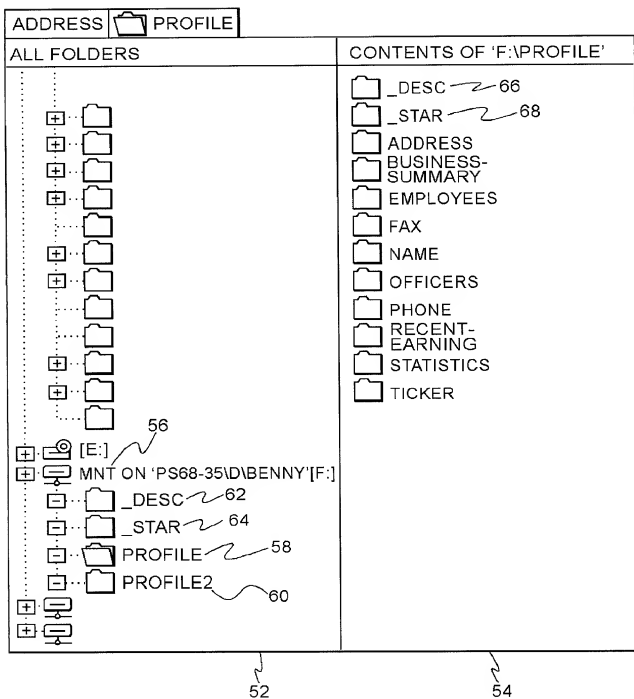 ADDRESS PROFILE
ALL FOLDERS
CONTENTS OF 'F:\PROFILE'
_DESC 66
_STAR 68
ADDRESS
BUSINESS-
SUMMARY
EMPLOYEES
FAX
NAME
OFFICERS
PHONE
RECENT-
EARNING
STATISTICS
TICKER
56
[E:]
MNT ON 'PS68-35\D\BENNY'[F:]
_DESC 62
_STAR 64
PROFILE 58
PROFILE2 60
52
54